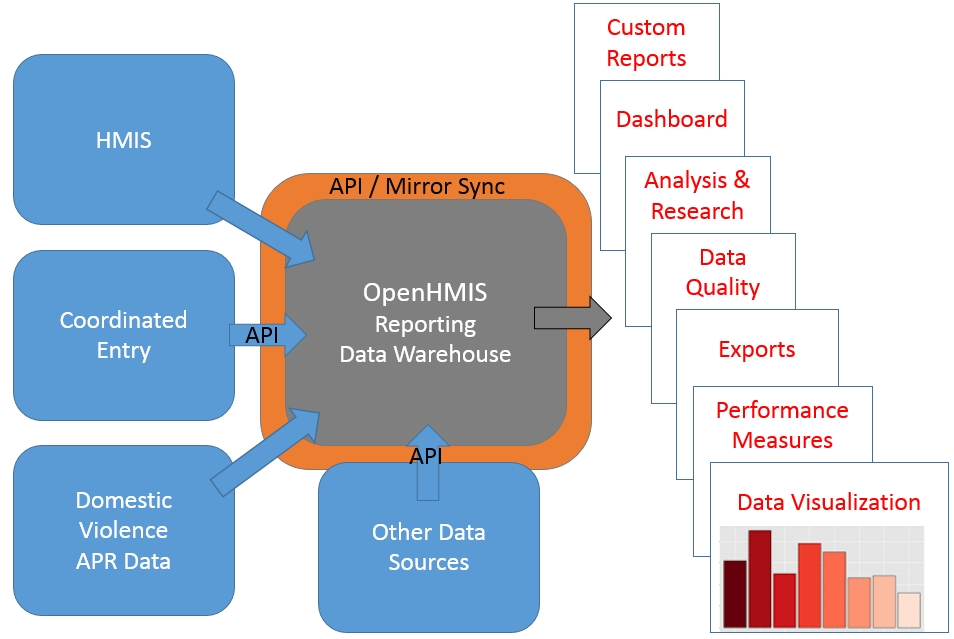 HMIS
Coordinated
Entry
Domestic
Violence
APR Data
API / Mirror Sync
OpenHMIS
Reporting
Data Warehouse
API
API
Other Data
Sources
Custom
Reports
Dashboard
Analysis &
Research
Data
Quality
Exports
Performance
Measures
Data Visualization